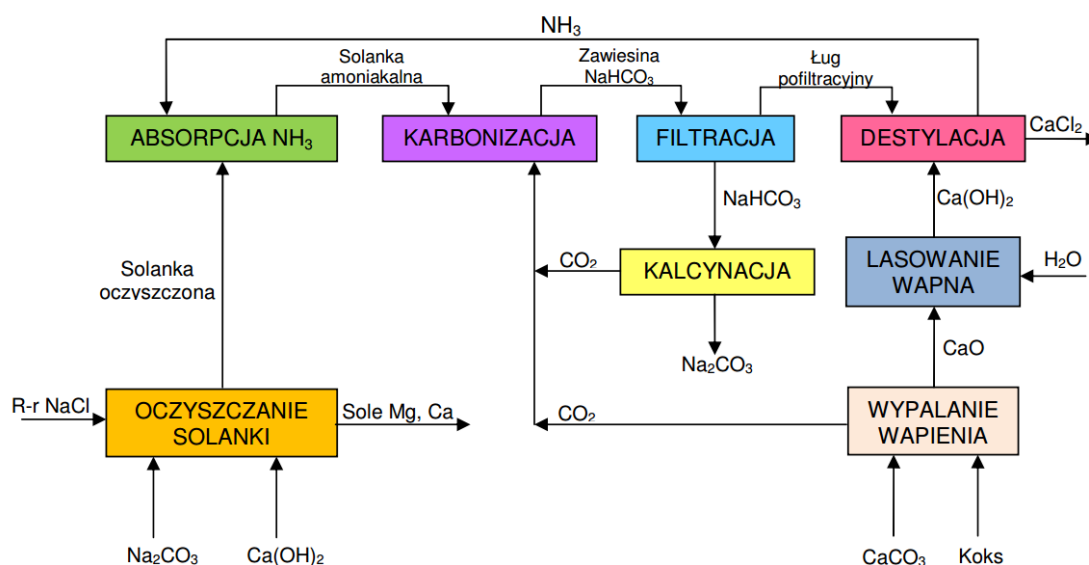 NH₃
Solanka
amoniakalna
Zawiesina
NaHCO₃
Ług
pofiltracyjny
ABSORPCJA NH₃
KARBONIZACJA
FILTRACJA
DESTYLACJA
CaCl₂
NaHCO₃
Ca(OH)₂
Solanka
oczyszczona
CO₂
KALCYNACJA
LASOWANIE
WAPNA
H₂O
Na₂CO₃
CaO
R-r NaCl
OCZYSZCZANIE
SOLANKI
Sole Mg, Ca
CO₂
WYPALANIE
WAPIENIA
Na₂CO₃
Ca(OH)₂
CaCO₃
Koks